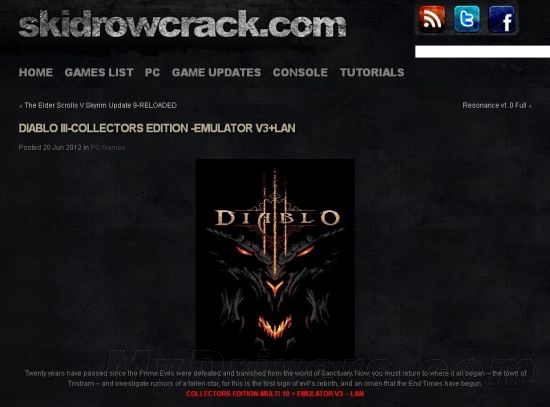 skidrowcrack.com
HOME GAMES LIST PC GAME UPDATES CONSOLE TUTORIALS
« The Elder Scrolls V Skyrim Update 9-RELOADED Resonance v1.0 Full »
DIABLO III-COLLECTORS EDITION -EMULATOR V3+LAN
Posted 20 Jun 2012 in PC Games
DIABLO
Twenty years have passed since the Prime Evils were defeated and banished from the world of Sanctuary. Now, you must return to where it all began – the town of
Tristram – and investigate rumors of a fallen star, for this is the first sign of evil's rebirth, and an omen that the End Times have begun.
COLLECTORS EDITION-MULTI 10 + EMULATOR V3 – LAN